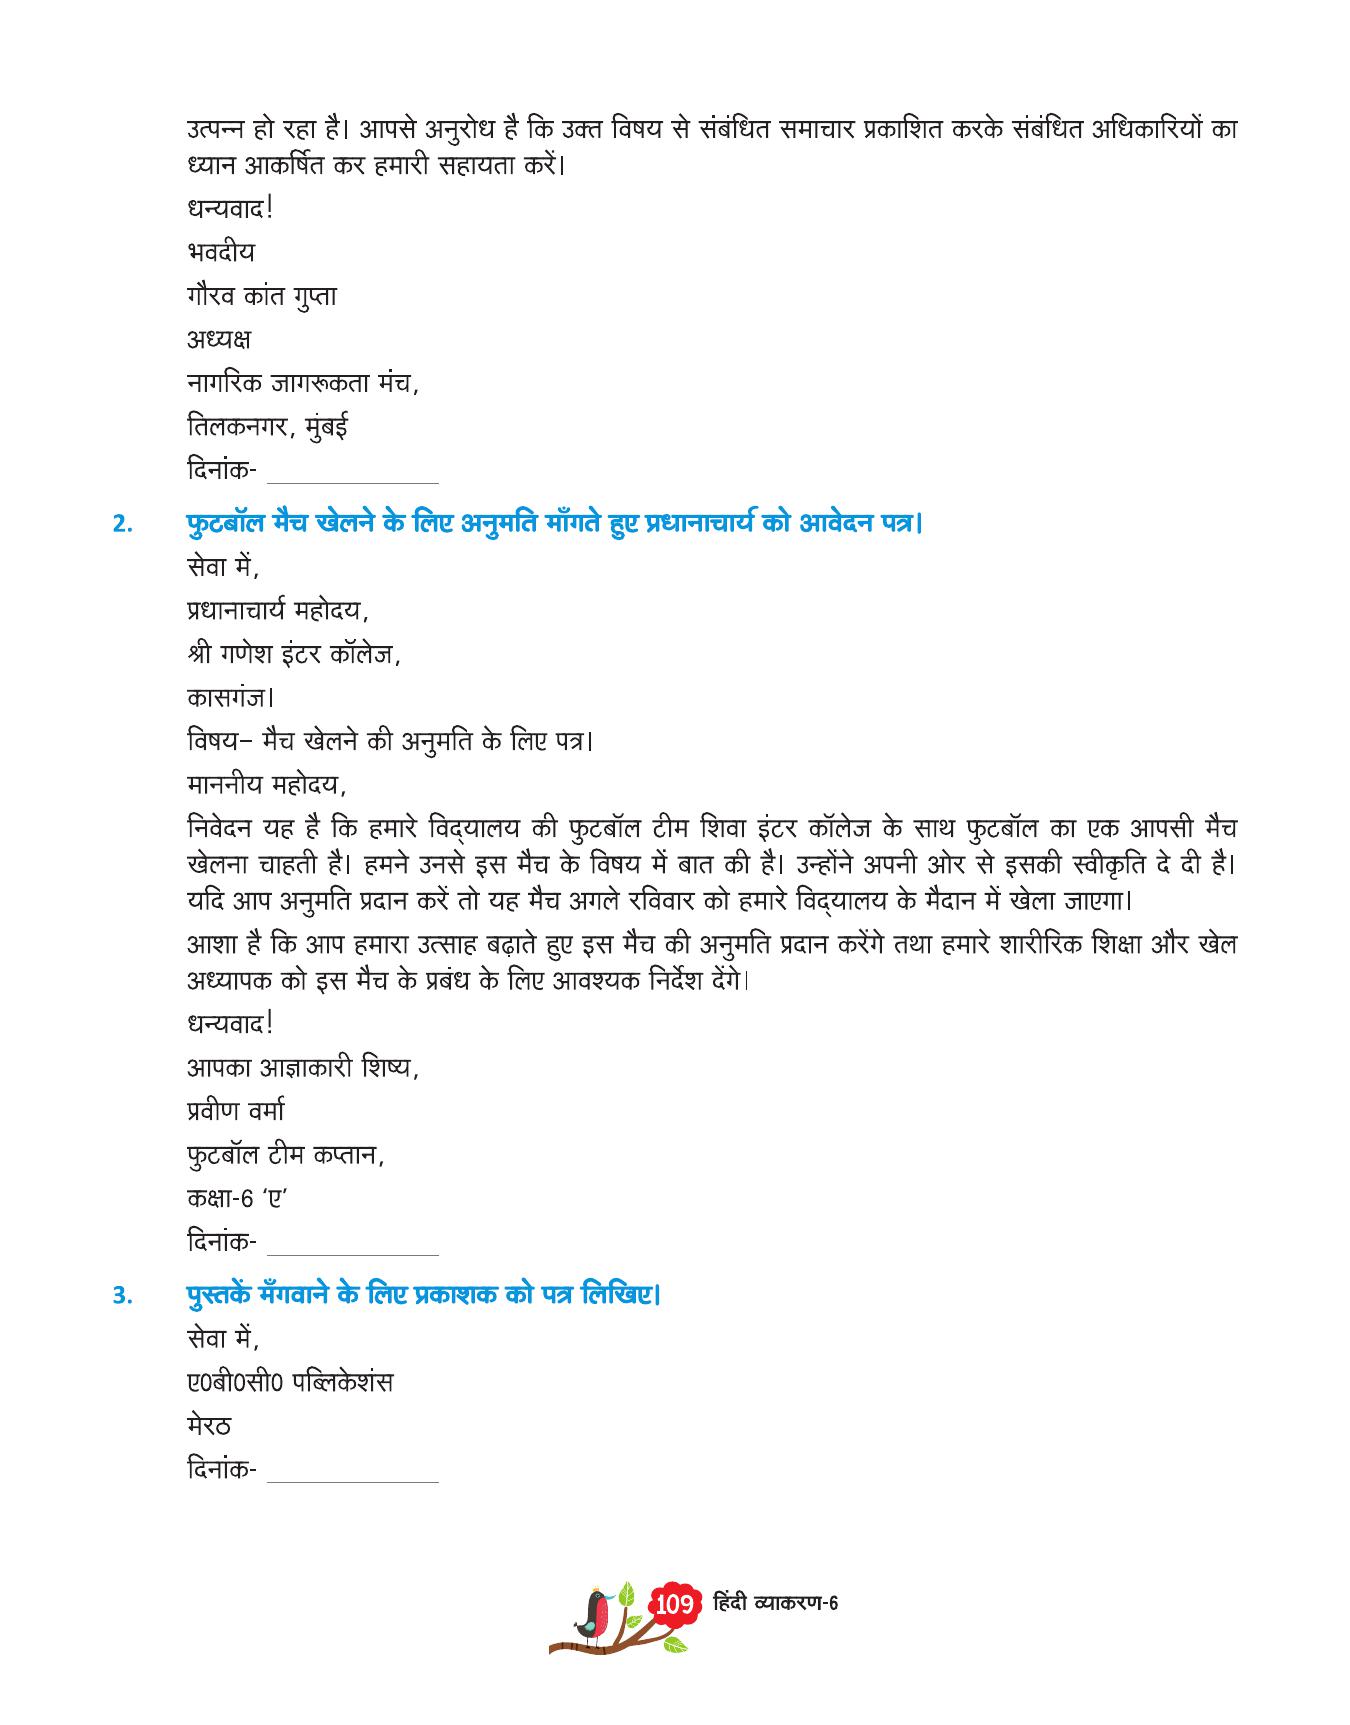 उत्पन्न हो रहा है। आपसे अनुरोध है कि उक्त विषय से संबंधित समाचार प्रकाशित करके संबंधित अधिकारियों का
ध्यान आकर्षित कर हमारी सहायता करें।
धन्यवाद!
भवदीय
गौरव कांत गुप्ता
अध्यक्ष
नागरिक जागरूकता मंच,
तिलकनगर, मुंबई
दिनांक- ____________
2. फुटबॉल मैच खेलने के लिए अनुमति माँगते हुए प्रधानाचार्य को आवेदन पत्र।
सेवा में,
प्रधानाचार्य महोदय,
श्री गणेश इंटर कॉलेज,
कासगंज।
विषय– मैच खेलने की अनुमति के लिए पत्र।
माननीय महोदय,
निवेदन यह है कि हमारे विद्‌यालय की फुटबॉल टीम शिवा इंटर कॉलेज के साथ फुटबॉल का एक आपसी मैच
खेलना चाहती है। हमने उनसे इस मैच के विषय में बात की है। उन्होंने अपनी ओर से इसकी स्वीकृति दे दी है।
यदि आप अनुमति प्रदान करें तो यह मैच अगले रविवार को हमारे विद्‌यालय के मैदान में खेला जाएगा।
आशा है कि आप हमारा उत्साह बढ़ाते हुए इस मैच की अनुमति प्रदान करेंगे तथा हमारे शारीरिक शिक्षा और खेल
अध्यापक को इस मैच के प्रबंध के लिए आवश्यक निर्देश देंगे।
धन्यवाद!
आपका आज्ञाकारी शिष्य,
प्रवीण वर्मा
फुटबॉल टीम कप्तान,
कक्षा-6 ‘ए’
दिनांक- ____________
3. पुस्तकें मँगवाने के लिए प्रकाशक को पत्र लिखिए।
सेवा में,
ए0बी0सी0 पब्लिकेशंस
मेरठ
दिनांक- ____________
109 हिंदी व्याकरण-6